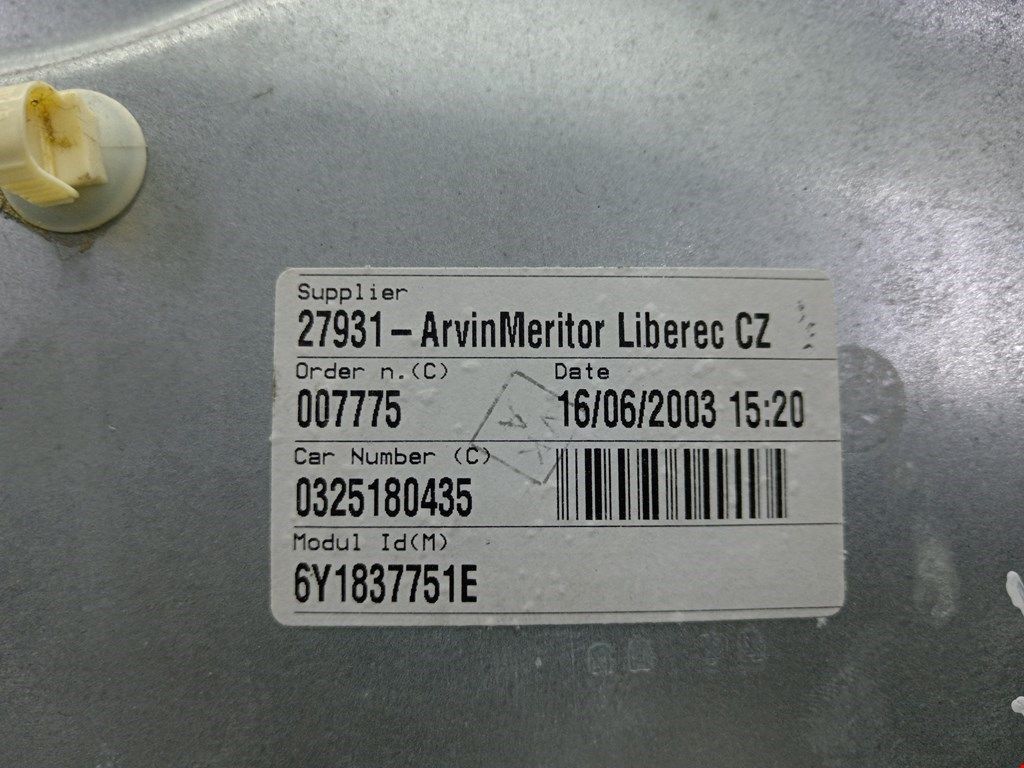 Supplier
27931-ArvinMeritor Liberec CZ
Order n.(C) Date
007775 16/06/2003 15:20
Car Number (C)
0325180435
Modul Id(M)
6Y1837751E